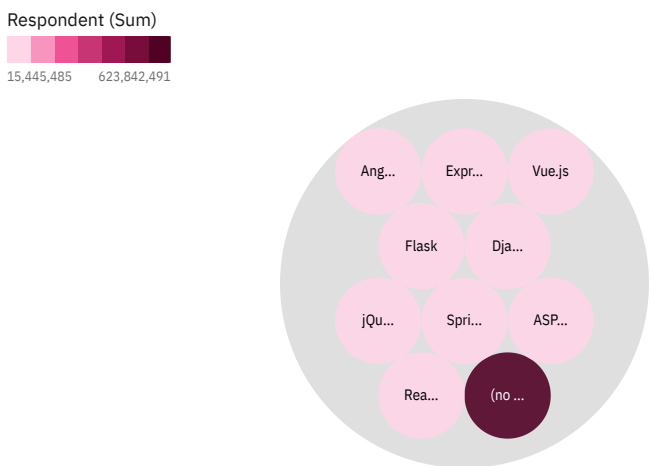 Respondent (Sum)
15,445,485 623,842,491
Ang... Expr... Vue.js
Flask Dja...
jQu... Spri... ASP...
Rea... (no ...